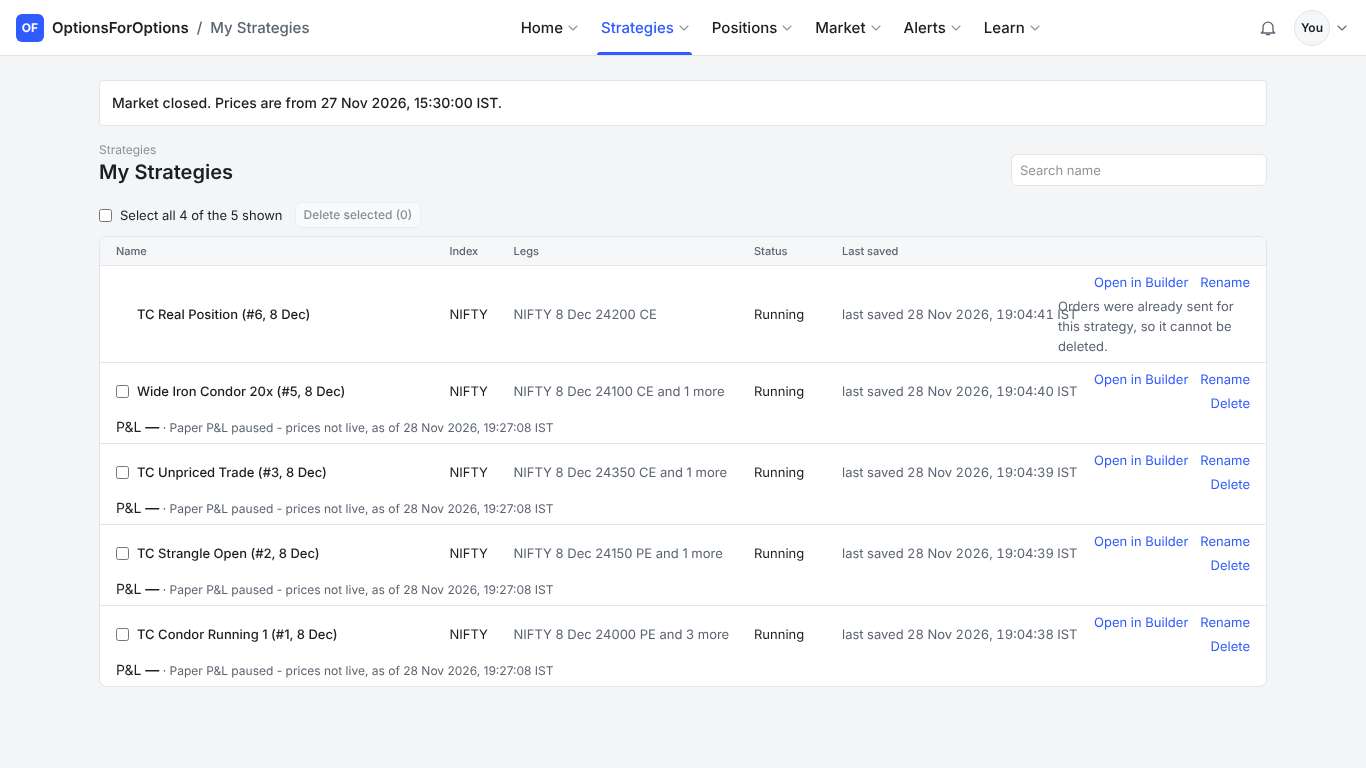 OF OptionsForOptions / My Strategies Home Strategies Positions Market Alerts Learn You
Market closed. Prices are from 27 Nov 2026, 15:30:00 IST.
Strategies
My Strategies
Search name
Select all 4 of the 5 shown Delete selected (0)
Name Index Legs Status Last saved
TC Real Position (#6, 8 Dec) NIFTY NIFTY 8 Dec 24200 CE Running last saved 28 Nov 2026, 19:04:41 IST
Open in Builder Rename
Orders were already sent for
this strategy, so it cannot be
deleted.
Wide Iron Condor 20x (#5, 8 Dec) NIFTY NIFTY 8 Dec 24100 CE and 1 more Running last saved 28 Nov 2026, 19:04:40 IST
Open in Builder Rename
Delete
P&L — · Paper P&L paused - prices not live, as of 28 Nov 2026, 19:27:08 IST
TC Unpriced Trade (#3, 8 Dec) NIFTY NIFTY 8 Dec 24350 CE and 1 more Running last saved 28 Nov 2026, 19:04:39 IST
Open in Builder Rename
Delete
P&L — · Paper P&L paused - prices not live, as of 28 Nov 2026, 19:27:08 IST
TC Strangle Open (#2, 8 Dec) NIFTY NIFTY 8 Dec 24150 PE and 1 more Running last saved 28 Nov 2026, 19:04:39 IST
Open in Builder Rename
Delete
P&L — · Paper P&L paused - prices not live, as of 28 Nov 2026, 19:27:08 IST
TC Condor Running 1 (#1, 8 Dec) NIFTY NIFTY 8 Dec 24000 PE and 3 more Running last saved 28 Nov 2026, 19:04:38 IST
Open in Builder Rename
Delete
P&L — · Paper P&L paused - prices not live, as of 28 Nov 2026, 19:27:08 IST